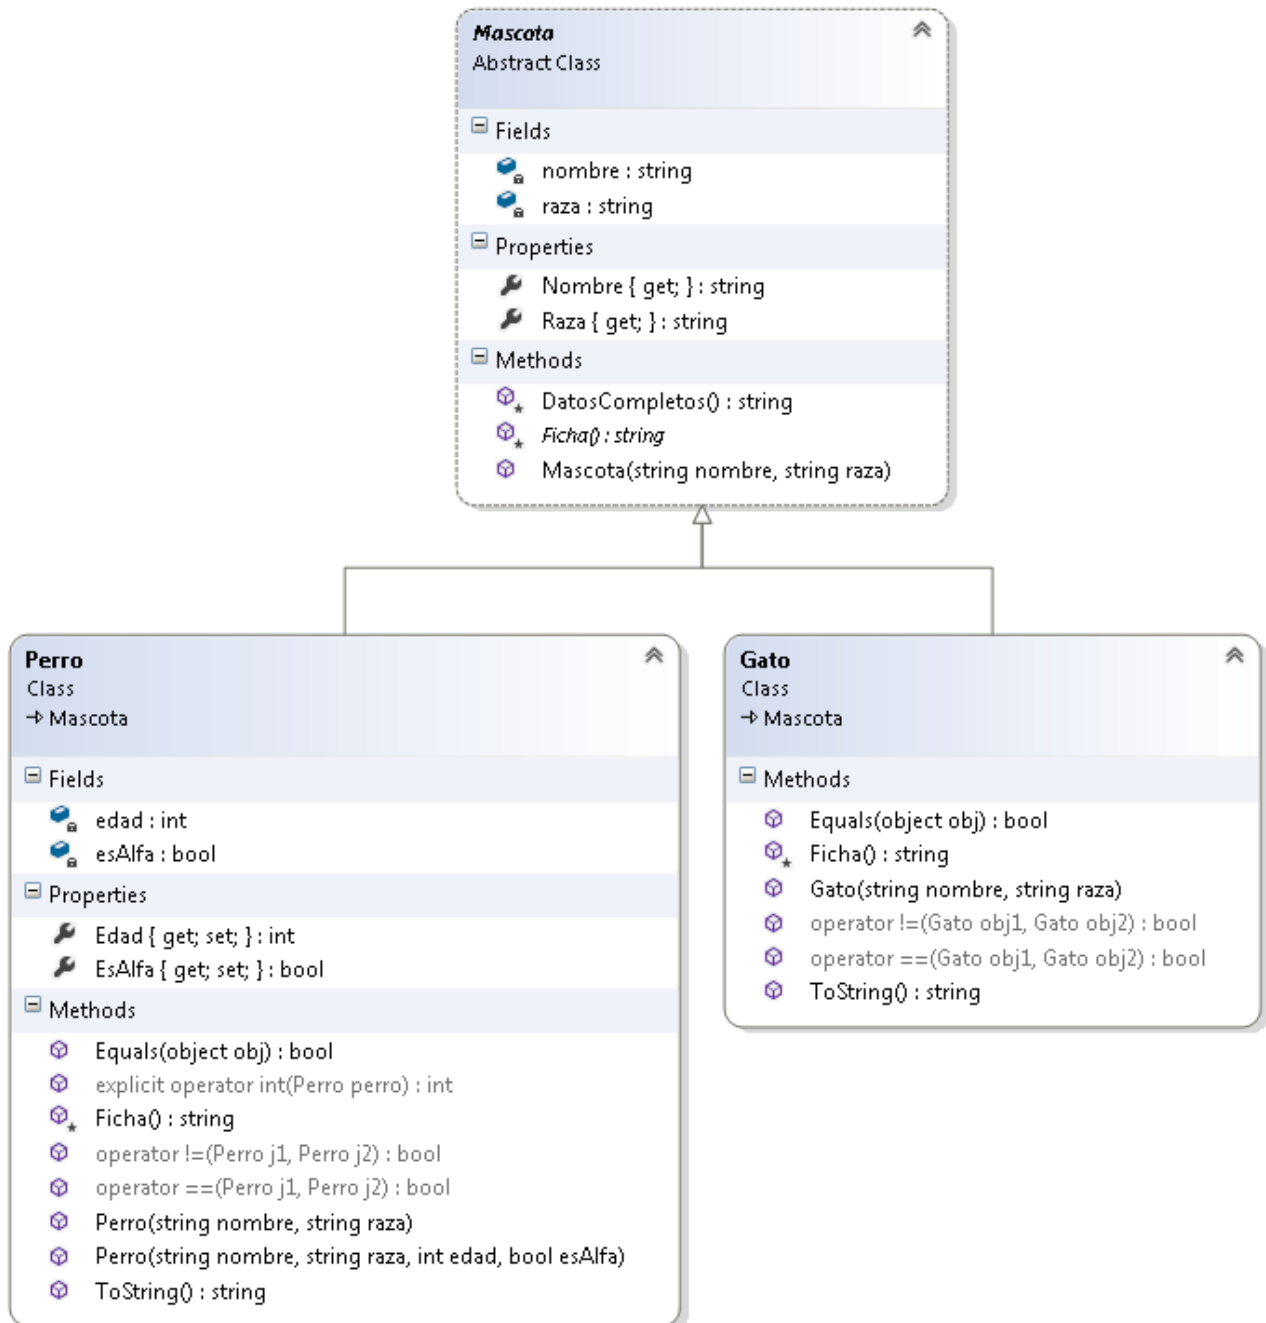 Mascota
Abstract Class
Fields
nombre : string
raza : string
Properties
Nombre { get; } : string
Raza { get; } : string
Methods
DatosCompletos() : string
Ficha() : string
Mascota(string nombre, string raza)
Perro
Class
Mascota
Fields
edad : int
esAlfa : bool
Properties
Edad { get; set; } : int
EsAlfa { get; set; } : bool
Methods
Equals(object obj) : bool
explicit operator int(Perro perro) : int
Ficha() : string
operator !=(Perro j1, Perro j2) : bool
operator ==(Perro j1, Perro j2) : bool
Perro(string nombre, string raza)
Perro(string nombre, string raza, int edad, bool esAlfa)
ToString() : string
Gato
Class
Mascota
Methods
Equals(object obj) : bool
Ficha() : string
Gato(string nombre, string raza)
operator !=(Gato obj1, Gato obj2) : bool
operator ==(Gato obj1, Gato obj2) : bool
ToString() : string